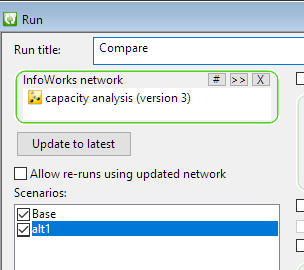 Run
Run title: Compare
InfoWorks network # >> X
capacity analysis (version 3)
Update to latest
Allow re-runs using updated network
Scenarios:
Base
alt1